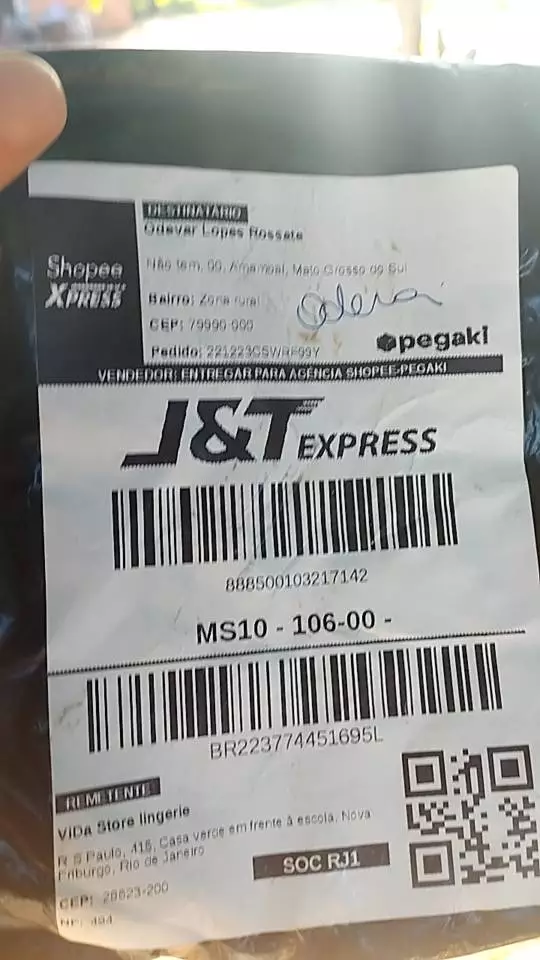 DESTINATÁRIO
Odevar Lopes Rossate
Shopee
XPRESS
Não tem, 00, Amambai, Mato Grosso do Sul
Bairro: Zona rural
CEP: 79990-000
Pedido:
pegaki
VENDEDOR: ENTREGAR PARA AGÊNCIA SHOPEE-PEGAKI
J&T EXPRESS
888500103217142
MS10 - 106-00 -
BR223774451695L
REMETENTE
VIDA Store lingerie
R S Paulo, 415, Casa verde em frente à escola, Nova
Friburgo, Rio de Janeiro
SOC RJ1
CEP: 28623-200
NF: 494